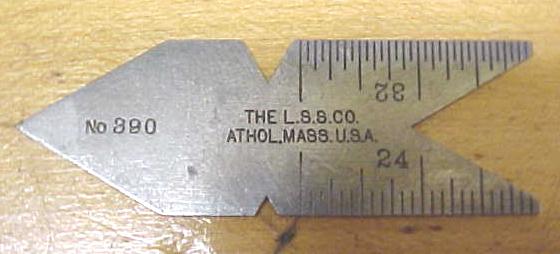 32
No 390
THE L.S.S.CO.
ATHOL, MASS. U.S.A.
24